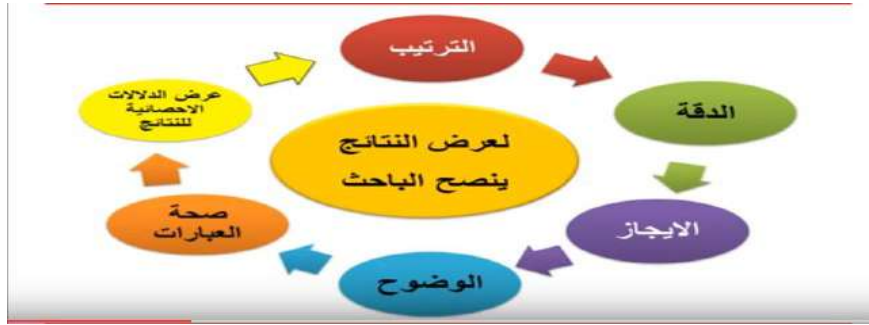 الترتيب
الدقة
الايجاز
الوضوح
صحة
العبارات
عرض الدلالات
الاحصائية
للنتائج
لعرض النتائج
ينصح الباحث